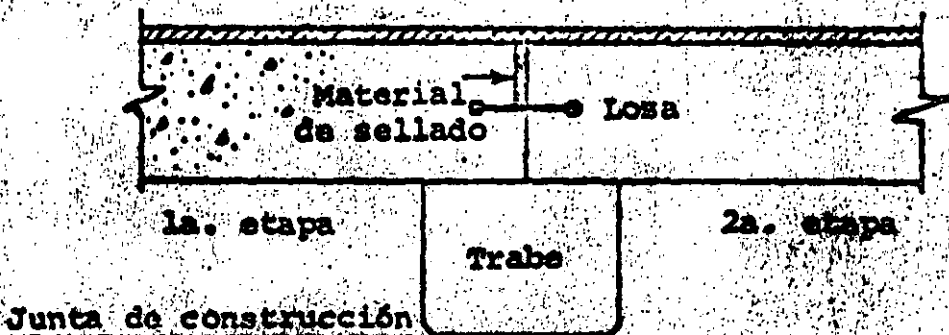 Material
de sellado
Losa
1a. etapa
2a. etapa
Trabe
Junta de construcción